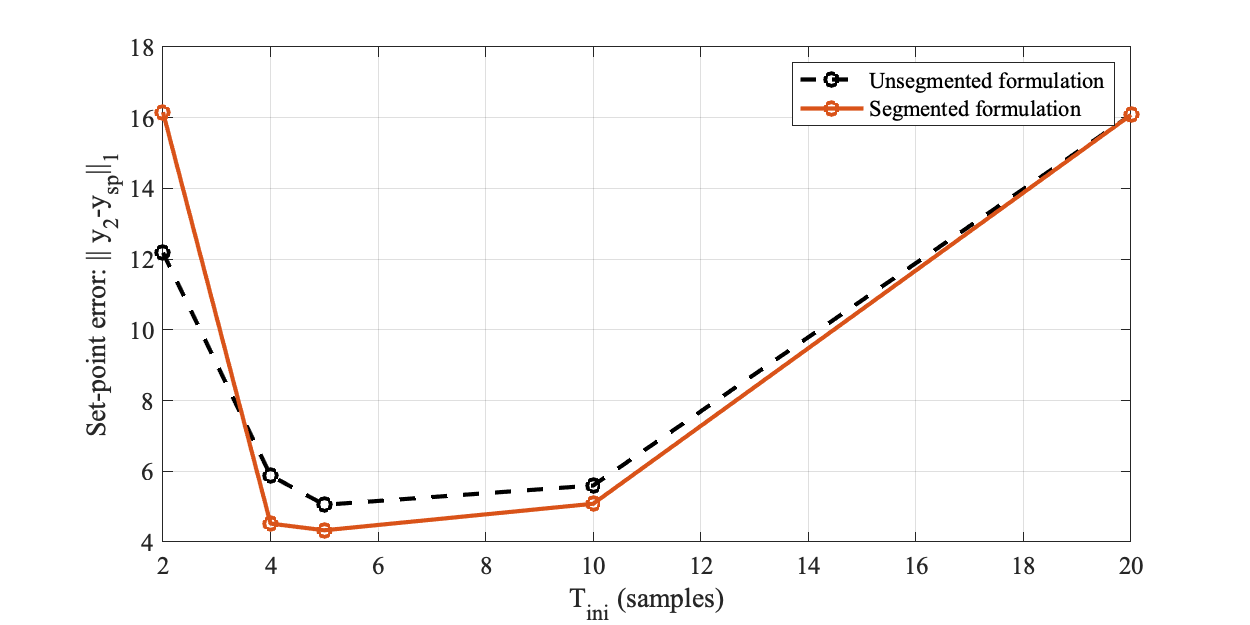 Unsegmented formulation
Segmented formulation
Set-point error: || y2-ysp||1
18
16
14
12
10
8
6
4
2 4 6 8 10 12 14 16 18 20
Tini (samples)